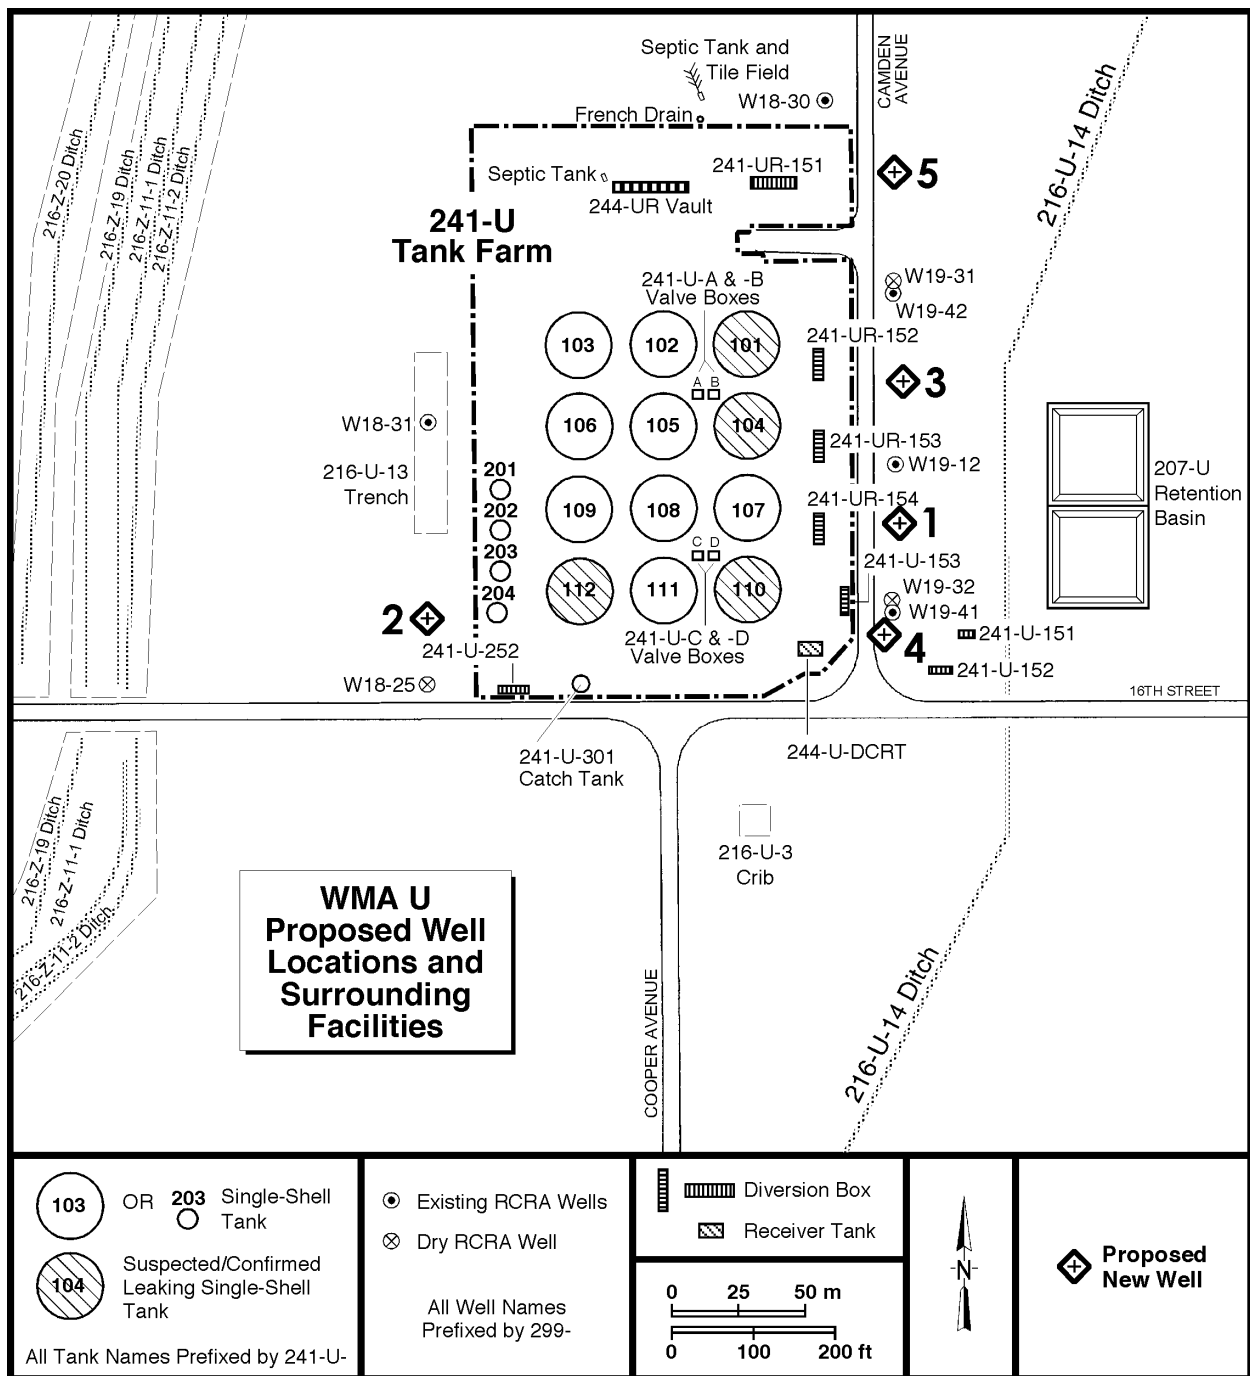 Septic Tank and
Tile Field
W18-30
CAMDEN
AVENUE
French Drain
216-U-14 Ditch
216-Z-20 Ditch
216-Z-19 Ditch
216-Z-11-1 Ditch
216-Z-11-2 Ditch
Septic Tank
241-UR-151
5
244-UR Vault
241-U
Tank Farm
241-U-A & -B
Valve Boxes
W19-31
W19-42
241-UR-152
103
102
101
A B
3
W18-31
106
105
104
241-UR-153
W19-12
216-U-13
Trench
207-U
Retention
Basin
201
202
203
204
109
108
107
241-UR-154
1
C D
241-U-153
112
111
110
W19-32
W19-41
2
4
241-U-151
241-U-C & -D
Valve Boxes
241-U-252
241-U-152
W18-25
16TH STREET
241-U-301
Catch Tank
244-U-DCRT
216-Z-19 Ditch
216-Z-11-1 Ditch
216-Z-11-2 Ditch
216-U-3
Crib
WMA U
Proposed Well
Locations and
Surrounding
Facilities
COOPER AVENUE
216-U-14 Ditch
103 OR 203 Single-Shell
Tank
104
Suspected/Confirmed
Leaking Single-Shell
Tank
All Tank Names Prefixed by 241-U-
Existing RCRA Wells
Dry RCRA Well
All Well Names
Prefixed by 299-
Diversion Box
Receiver Tank
0 25 50 m
0 100 200 ft
N
Proposed
New Well